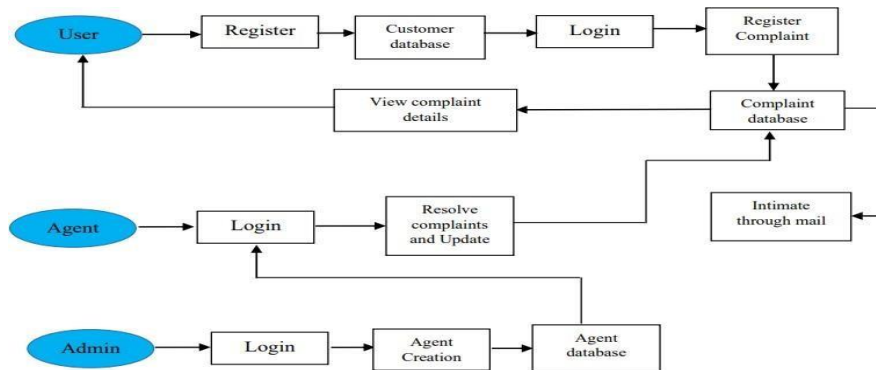 User
Register
Customer
database
Login
Register
Complaint
View complaint
details
Complaint
database
Agent
Login
Resolve
complaints
and Update
Intimate
through mail
Admin
Login
Agent
Creation
Agent
database